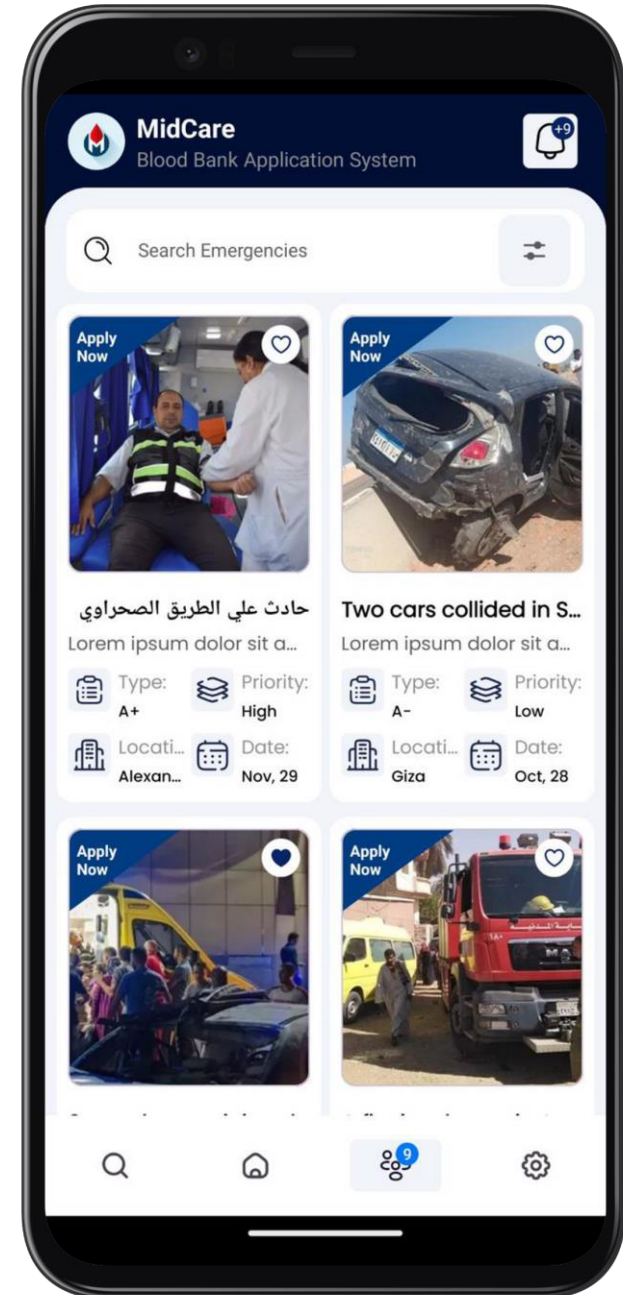 MidCare
Blood Bank Application System
+9
Search Emergencies
Apply
Now
Apply
Now
حادث علي الطريق الصحراوي
Lorem ipsum dolor sit a...
Type:
A+
Priority:
High
Locati...
Alexan...
Date:
Nov, 29
Two cars collided in S...
Lorem ipsum dolor sit a...
Type:
A-
Priority:
Low
Locati...
Giza
Date:
Oct, 28
Apply
Now
Apply
Now
9